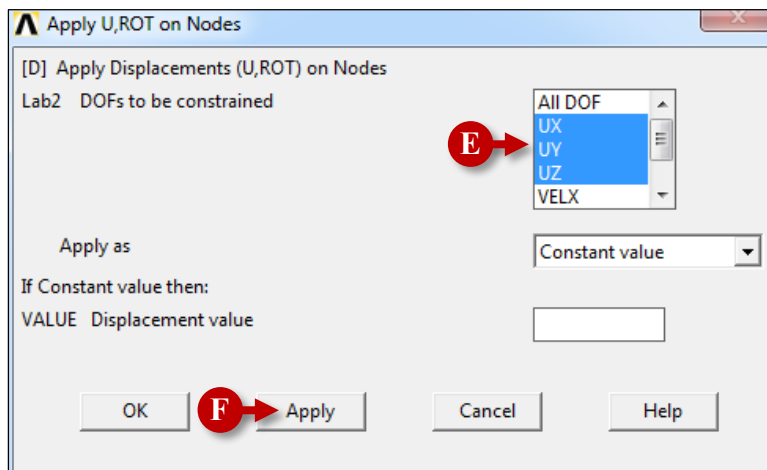 Apply U,ROT on Nodes
[D] Apply Displacements (U,ROT) on Nodes
Lab2 DOFs to be constrained
All DOF
UX
E
UY
UZ
VELX
Apply as
Constant value
If Constant value then:
VALUE Displacement value
OK
F
Apply
Cancel
Help